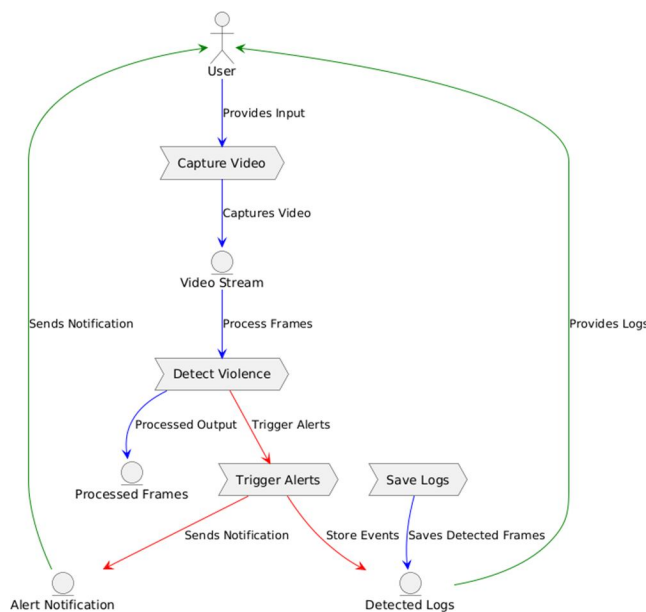 User
Provides Input
Capture Video
Captures Video
Video Stream
Sends Notification
Process Frames
Provides Logs
Detect Violence
Processed Output
Trigger Alerts
Processed Frames
Trigger Alerts
Save Logs
Sends Notification
Store Events
Saves Detected Frames
Alert Notification
Detected Logs